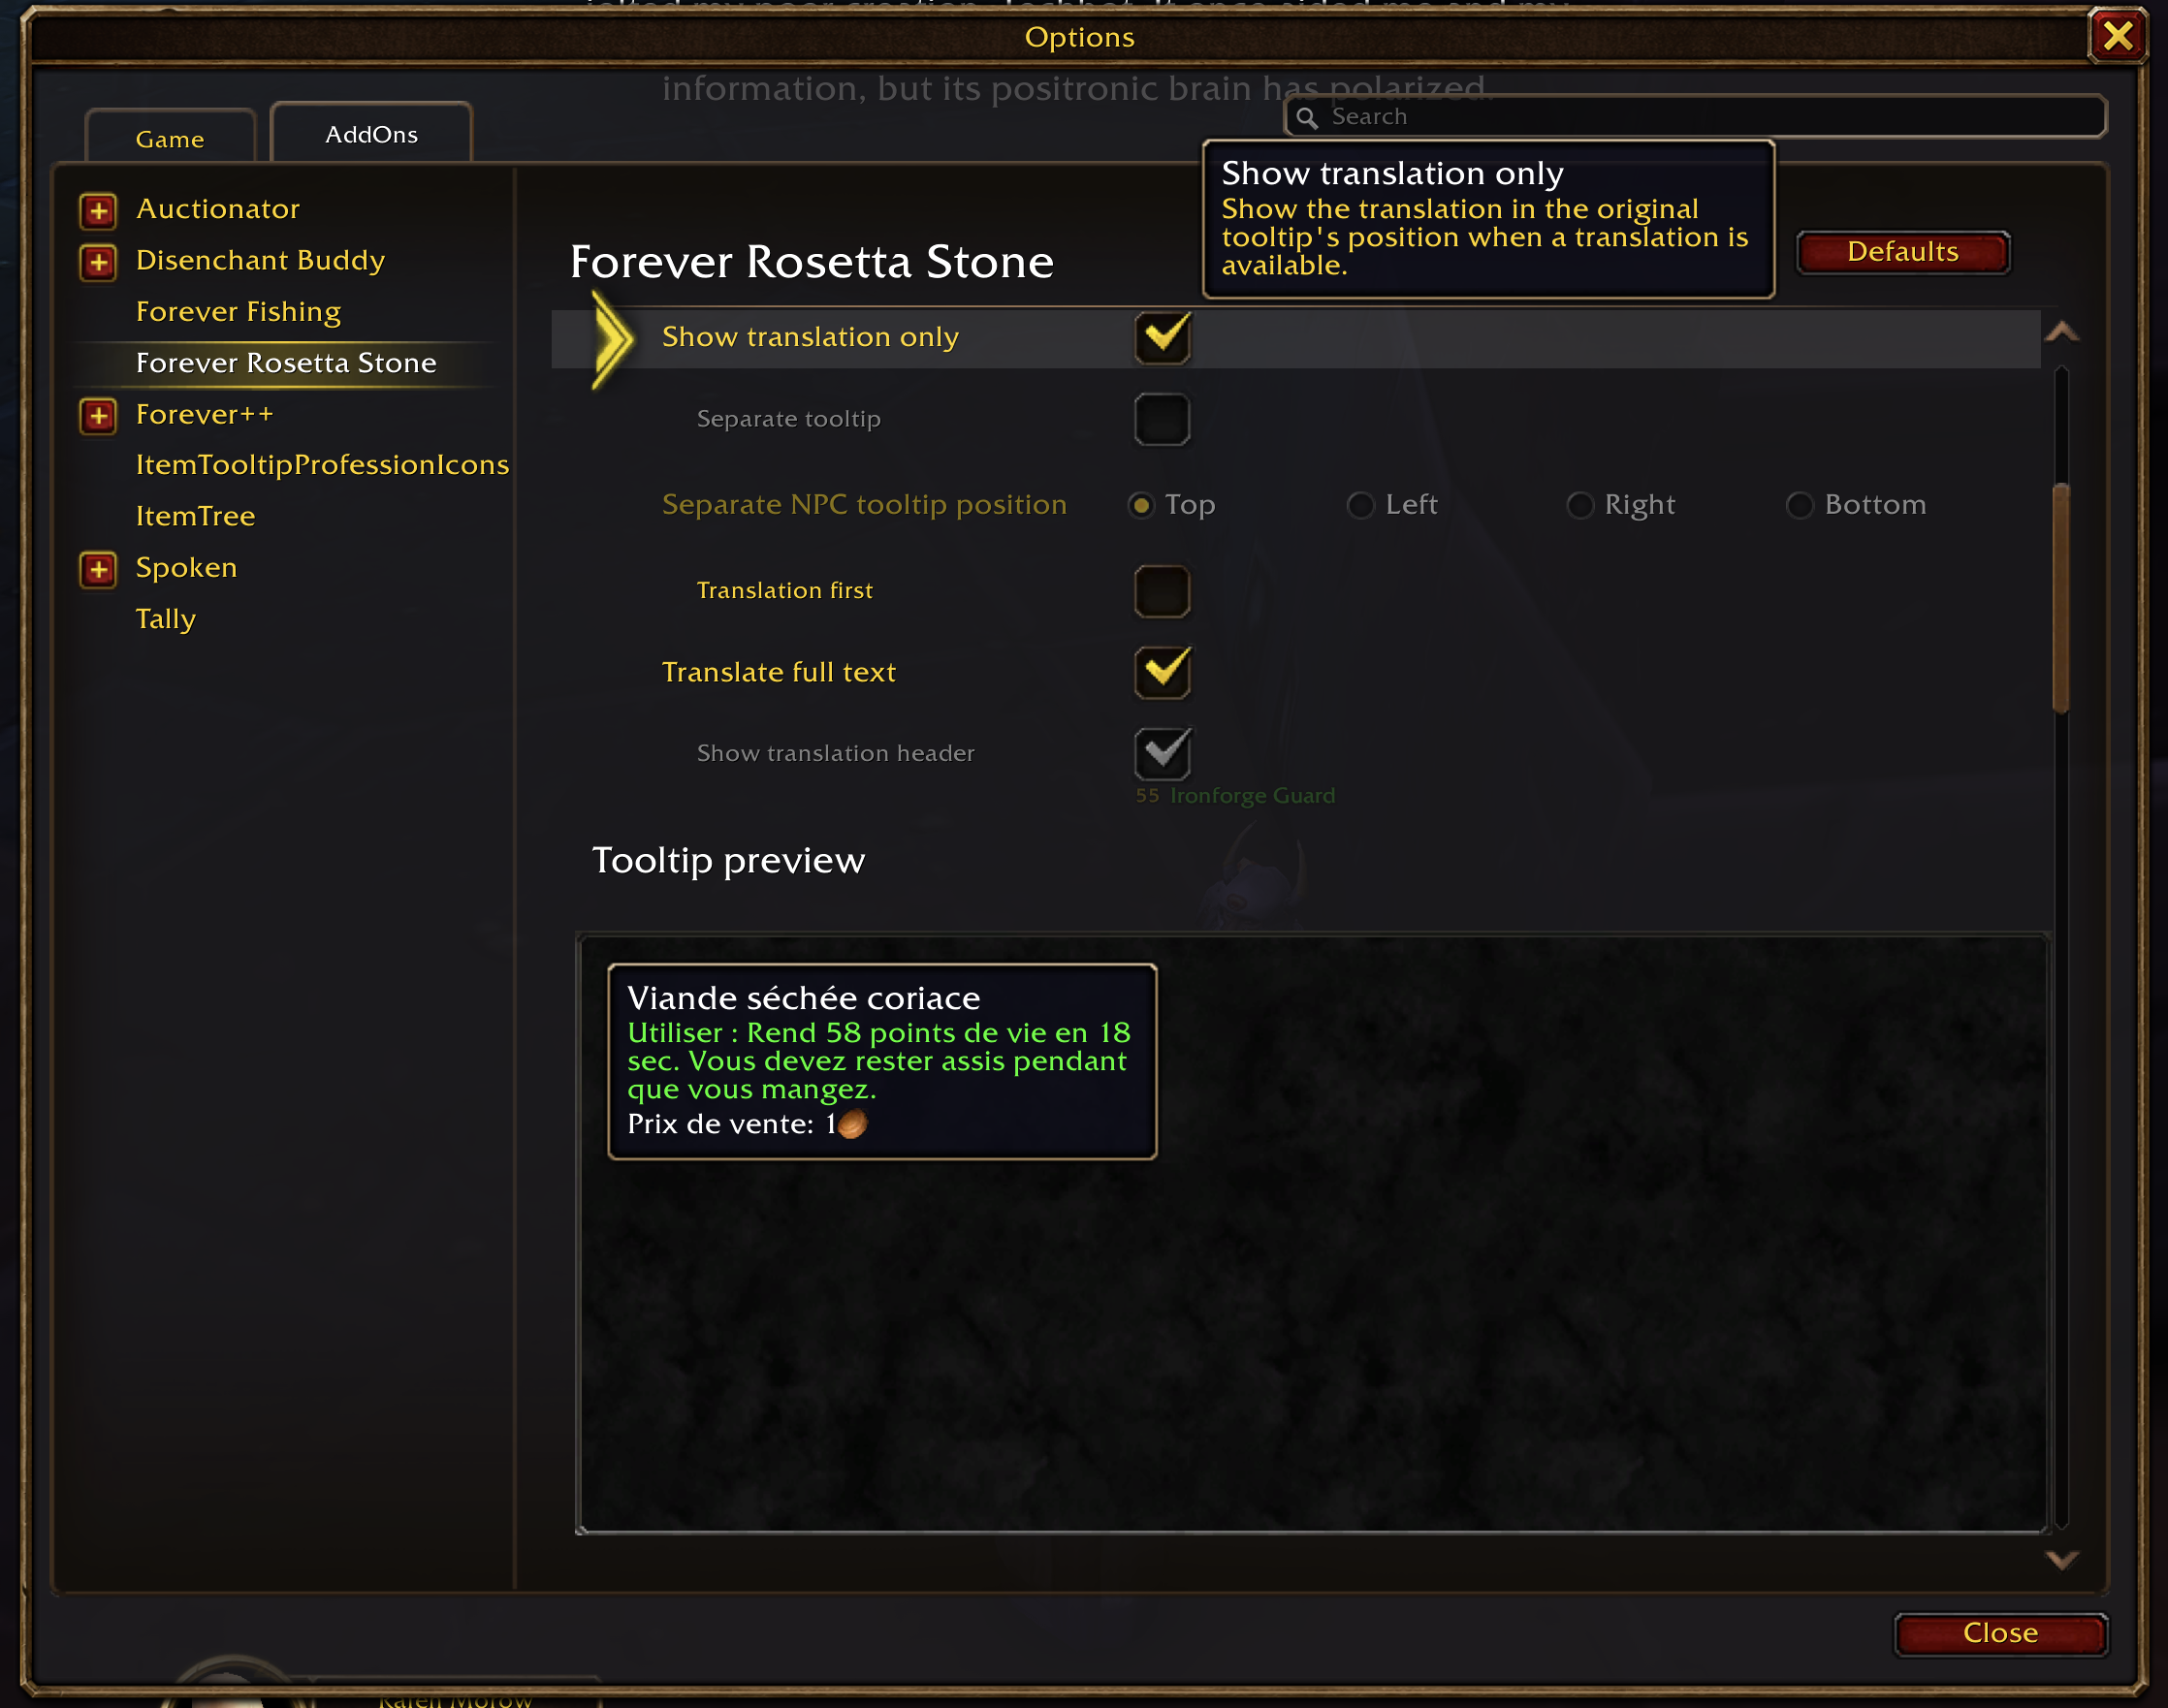 Options
information, but its positronic brain has polarized.
Game
AddOns
Search
Show translation only
Show the translation in the original
tooltip's position when a translation is
available.
Auctionator
Disenchant Buddy
Forever Fishing
Forever Rosetta Stone
Forever++
ItemTooltipProfessionIcons
ItemTree
Spoken
Tally
Forever Rosetta Stone
Defaults
Show translation only
Separate tooltip
Separate NPC tooltip position
Top
Left
Right
Bottom
Translation first
Translate full text
Show translation header
55 Ironforge Guard
Tooltip preview
Viande séchée coriace
Utiliser : Rend 58 points de vie en 18
sec. Vous devez rester assis pendant
que vous mangez.
Prix de vente: 1
Close